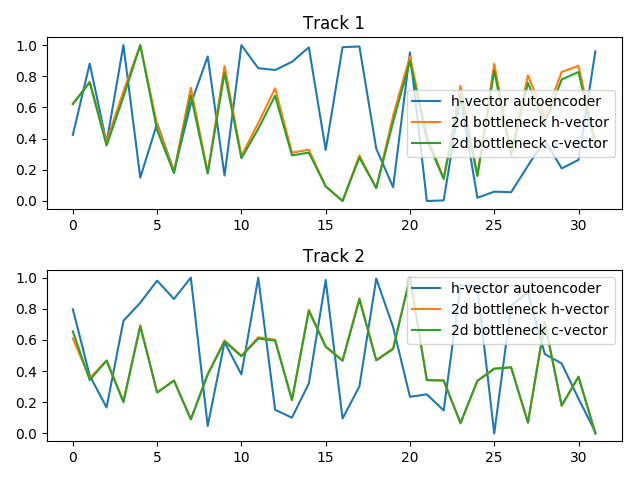 Track 1
1.0
0.8
0.6
0.4
0.2
0.0
h-vector autoencoder
2d bottleneck h-vector
2d bottleneck c-vector
0 5 10 15 20 25 30
Track 2
1.0
0.8
0.6
0.4
0.2
0.0
h-vector autoencoder
2d bottleneck h-vector
2d bottleneck c-vector
0 5 10 15 20 25 30